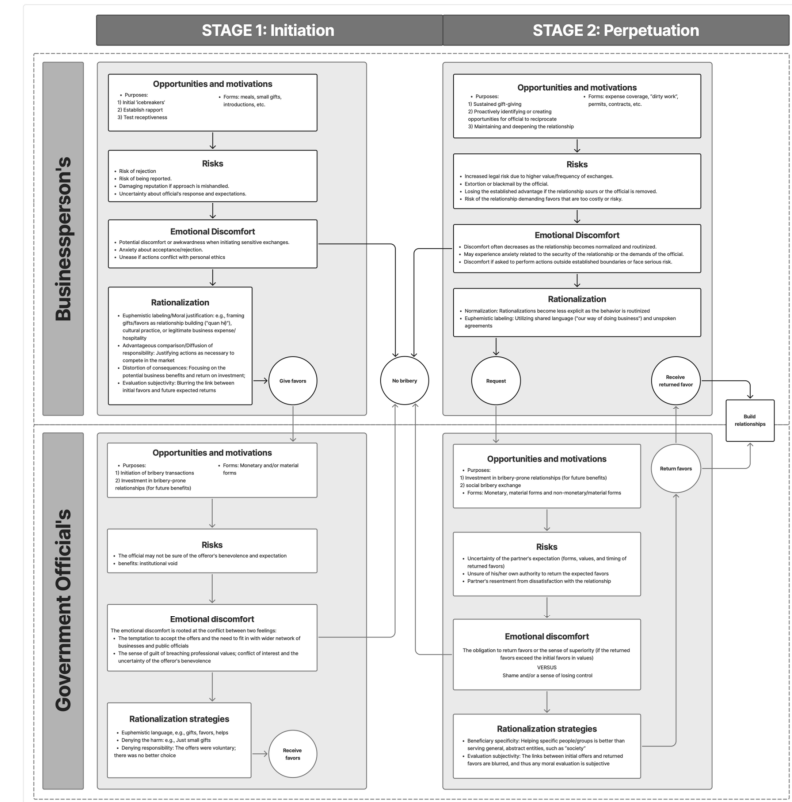 STAGE 1: Initiation
STAGE 2: Perpetuation
Businessperson's
Opportunities and motivations
• Purposes:
1) Initial 'icebreakers'
2) Establish rapport
3) Test receptiveness
• Forms: meals, small gifts,
introductions, etc.
Risks
• Risk of rejection
• Risk of being reported.
• Damaging reputation if approach is mishandled.
• Uncertainty about official's response and expectations.
Emotional Discomfort
• Potential discomfort or awkwardness when initiating sensitive exchanges.
• Anxiety about acceptance/rejection.
• Unease if actions conflict with personal ethics
Rationalization
• Euphemistic labeling/Moral justification: e.g., framing
gifts/favors as relationship building ("quen hệ"),
cultural practice, or legitimate business expense/
hospitality
• Advantageous comparison/Diffusion of
responsibility: Justifying actions as necessary to
compete in the market
• Distortion of consequences: Focusing on the
potential business benefits and return on investment;
• Evaluation subjectivity: Blurring the link between
initial favors and future expected returns
Give favors
No bribery
Opportunities and motivations
• Purposes:
1) Sustained gift-giving
2) Proactively identifying or creating
opportunities for official to reciprocate
3) Maintaining and deepening the relationship
• Forms: expense coverage, "dirty work",
permits, contracts, etc.
Risks
• Increased legal risk due to higher value/frequency of exchanges.
• Extortion or blackmail by the official.
• Losing the established advantage if the relationship sours or the official is removed.
• Risk of the relationship demanding favors that are too costly or risky.
Emotional Discomfort
• Discomfort often decreases as the relationship becomes normalized and routinized.
• May experience anxiety related to the security of the relationship or the demands of the official.
• Discomfort if asked to perform actions outside established boundaries or face serious risk.
Rationalization
• Normalization: Rationalizations become less explicit as the behavior is routinized
• Euphemistic labeling: Utilizing shared language ("our way of doing business") and unspoken
agreements
Request
Receive
returned favor
Build
relationships
Government Official's
Opportunities and motivations
• Purposes:
1) Initiation of bribery transactions
2) Investment in bribery-prone
relationships (for future benefits)
• Forms: Monetary and/or material
forms
Risks
• The official may not be sure of the offeror's benevolence and expectation
• benefits: institutional void
Emotional discomfort
The emotional discomfort is rooted at the conflict between two feelings:
• The temptation to accept the offers and the need to fit in with wider network of
businesses and public officials
• The sense of guilt of breaching professional values; conflict of interest and the
uncertainty of the offeror's benevolence
Rationalization strategies
• Euphemistic language, e.g., gifts, favors, helps
• Denying the harm: e.g., Just small gifts
• Denying responsibility: The offers were voluntary;
there was no better choice
Receive
favors
Opportunities and motivations
• Purposes:
1) Investment in bribery-prone relationships (for future benefits)
2) social bribery exchange
• Forms: Monetary, material forms and non-monetary/material forms
Return favors
Risks
• Uncertainty of the partner's expectation (forms, values, and timing of
returned favors)
• Unsure of his/her own authority to return the expected favors
• Partner's resentment from dissatisfaction with the relationship
Emotional discomfort
The obligation to return favors or the sense of superiority (if the returned
favors exceed the initial favors in values)
VERSUS
Shame and/or a sense of losing control
Rationalization strategies
• Beneficiary specificity: Helping specific people/groups is better than
serving general, abstract entities, such as "society"
• Evaluation subjectivity: The links between initial offers and returned
favors are blurred, and thus any moral evaluation is subjective